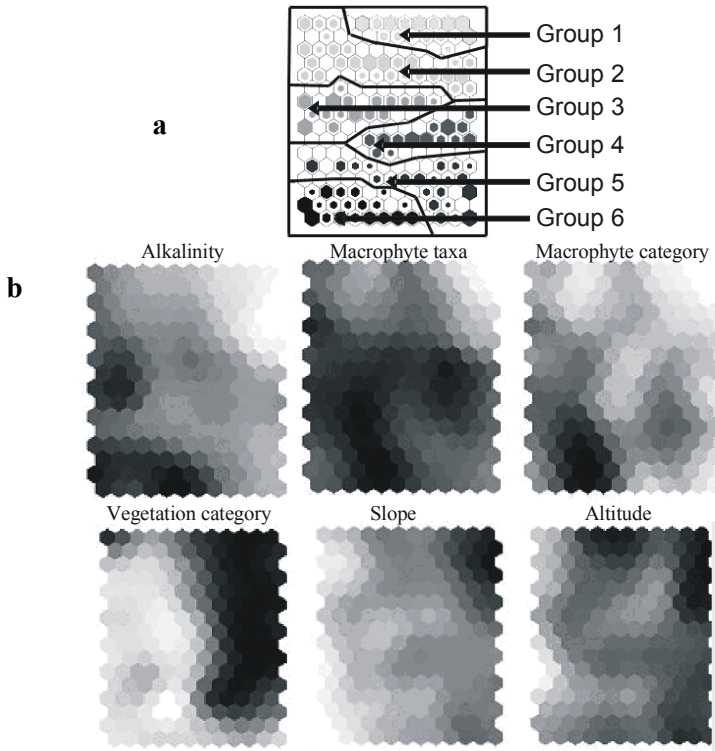 Group 1
Group 2
Group 3
a
Group 4
Group 5
Group 6
Alkalinity Macrophyte taxa Macrophyte category
b
Vegetation category Slope Altitude